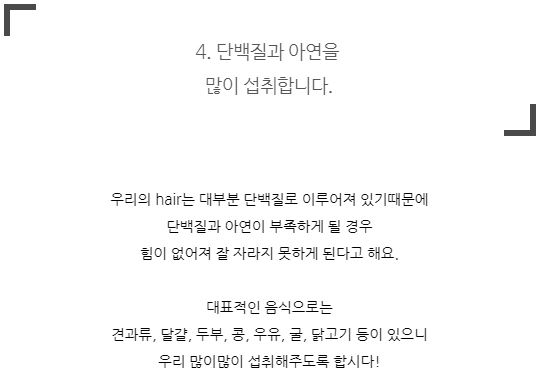 4. 단백질과 아연을
많이 섭취합니다.
우리의 hair는 대부분 단백질로 이루어져 있기때문에
단백질과 아연이 부족하게 될 경우
힘이 없어져 잘 자라지 못하게 된다고 해요.
대표적인 음식으로는
견과류, 달걀, 두부, 콩, 우유, 굴, 닭고기 등이 있으니
우리 많이많이 섭취해주도록 합시다!